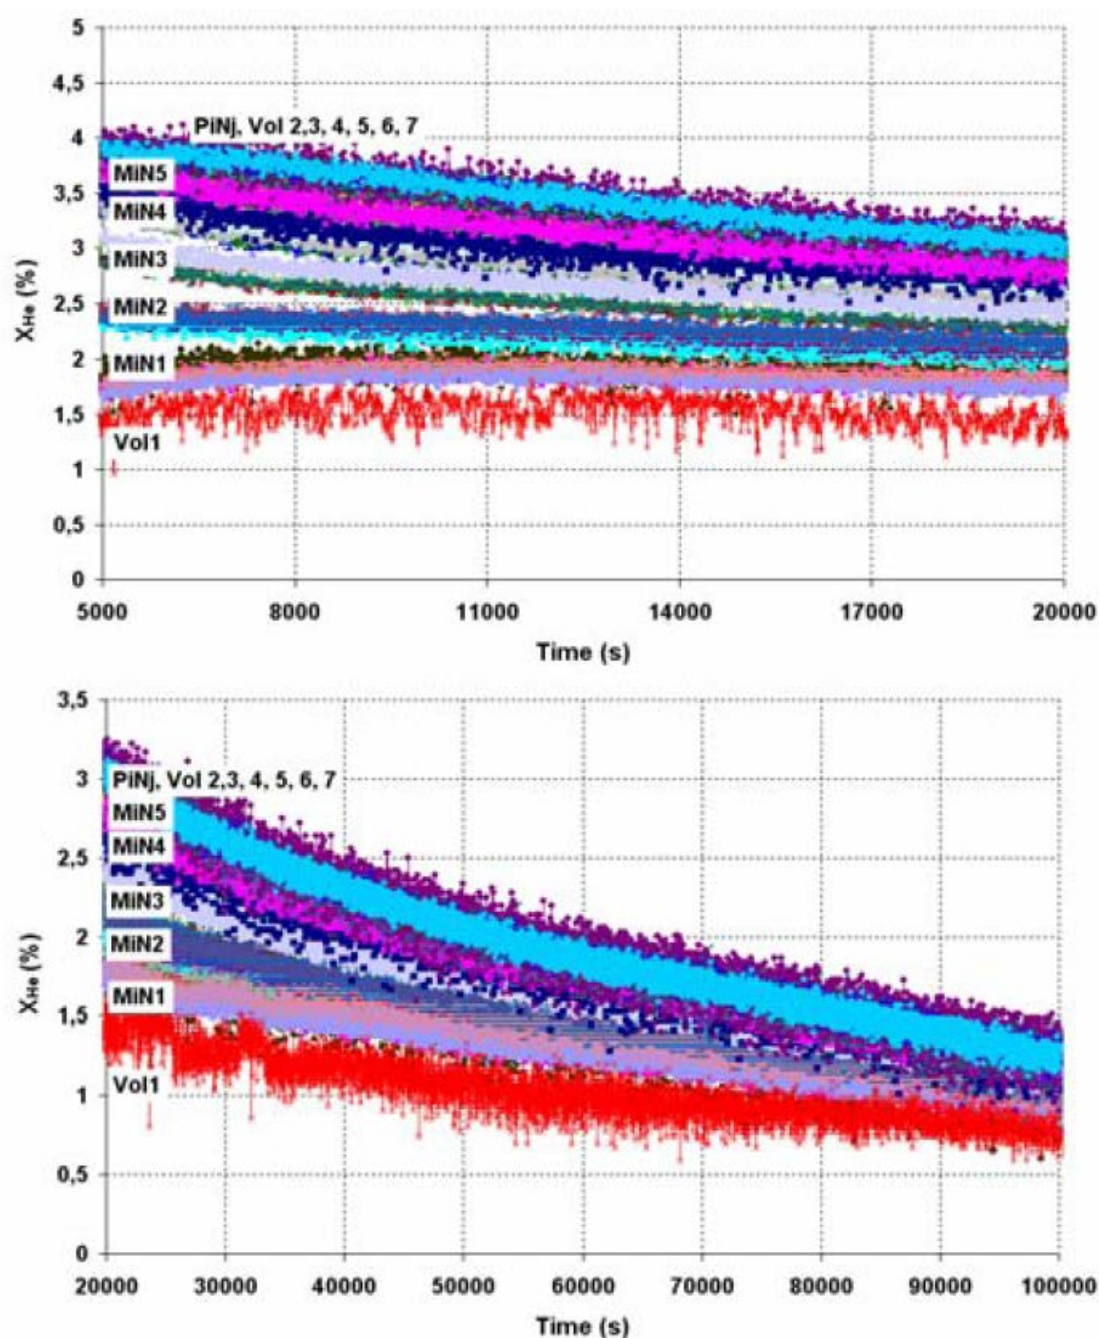 5
4,5
4
PiNj, Vol 2,3, 4, 5, 6, 7
MiN5
3,5
MiN4
3
MiN3
2,5
MiN2
2
MiN1
1,5
Vol1
1
0,5
0
X_He (%)
5000 8000 11000 14000 17000 20000
Time (s)
3,5
3
PiNj, Vol 2,3, 4, 5, 6, 7
MiN5
MiN4
2,5
MiN3
2
MiN2
MiN1
1,5
Vol1
1
0,5
0
X_He (%)
20000 30000 40000 50000 60000 70000 80000 90000 100000
Time (s)